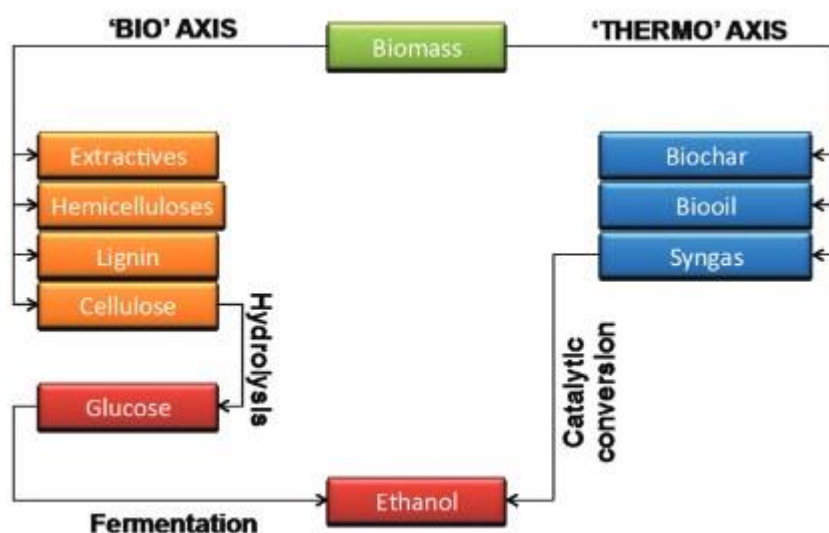 'BIO' AXIS
Biomass
'THERMO' AXIS
Extractives
Hemicelluloses
Lignin
Cellulose
Hydrolysis
Glucose
Fermentation
Biochar
Biooil
Syngas
Catalytic
conversion
Ethanol